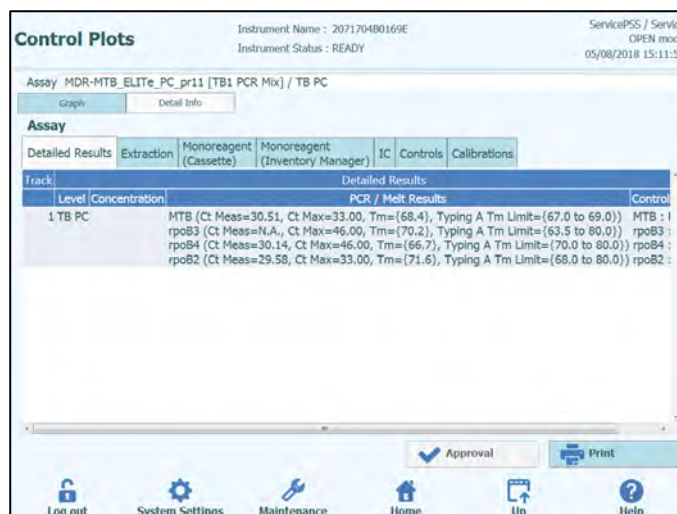 Control Plots
Instrument Name : 2071704B0169E
Instrument Status : READY
ServicePSS /
OPEN
05/08/2018
Assay MDR-MTB_ELITe_PC_pr11 [TB1 PCR Mix] / TB PC
Graph
Detail Info
Assay
Detailed Results
Extraction
Monoreagent
(Cassette)
Monoreagent
(Inventory Manager)
IC
Controls
Calibrations
Track
Detailed Results
Level
Concentration
PCR / Melt Results
Control
1 TB PC
MTB (Ct Meas=30.51, Ct Max=33.00, Tm={68.4}, Typing A Tm Limit={67.0 to 69.0}) MTB :
rpoB3 (Ct Meas=N.A., Ct Max=46.00, Tm={70.2}, Typing A Tm Limit={63.5 to 80.0}) rpoB3 :
rpoB4 (Ct Meas=30.14, Ct Max=46.00, Tm={66.7}, Typing A Tm Limit={70.0 to 80.0}) rpoB4 :
rpoB2 (Ct Meas=29.58, Ct Max=33.00, Tm={71.6}, Typing A Tm Limit={68.0 to 80.0}) rpoB2 :
Approval
Print
Log out
System Settings
Maintenance
Home
Up
Help